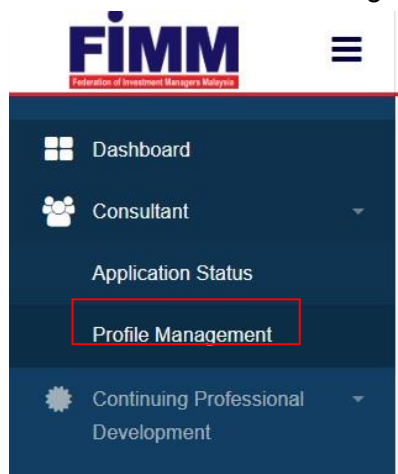 FiMM
Federation of Investment Managers Malaysia
Dashboard
Consultant
Application Status
Profile Management
Continuing Professional
Development